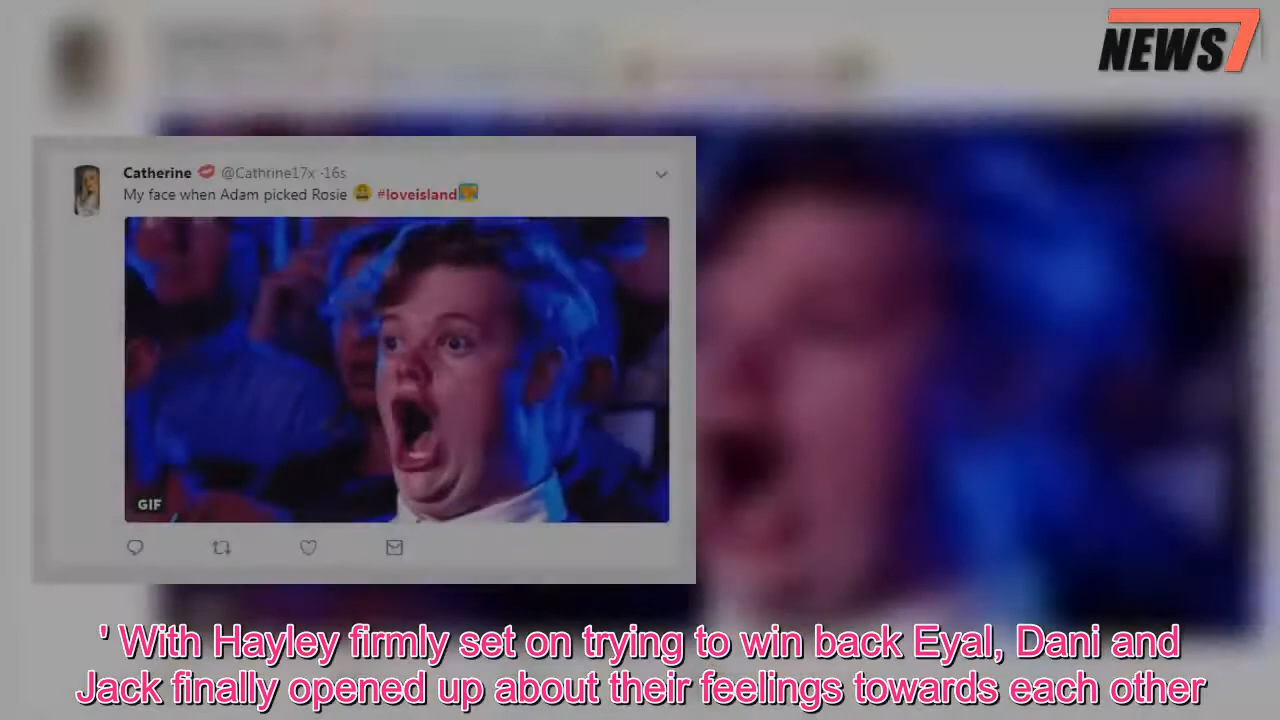 NEWS7
Catherine 💋 @Cathrine17x ·16s
My face when Adam picked Rosie 😩 #loveisland
GIF
' With Hayley firmly set on trying to win back Eyal, Dani and
Jack finally opened up about their feelings towards each other